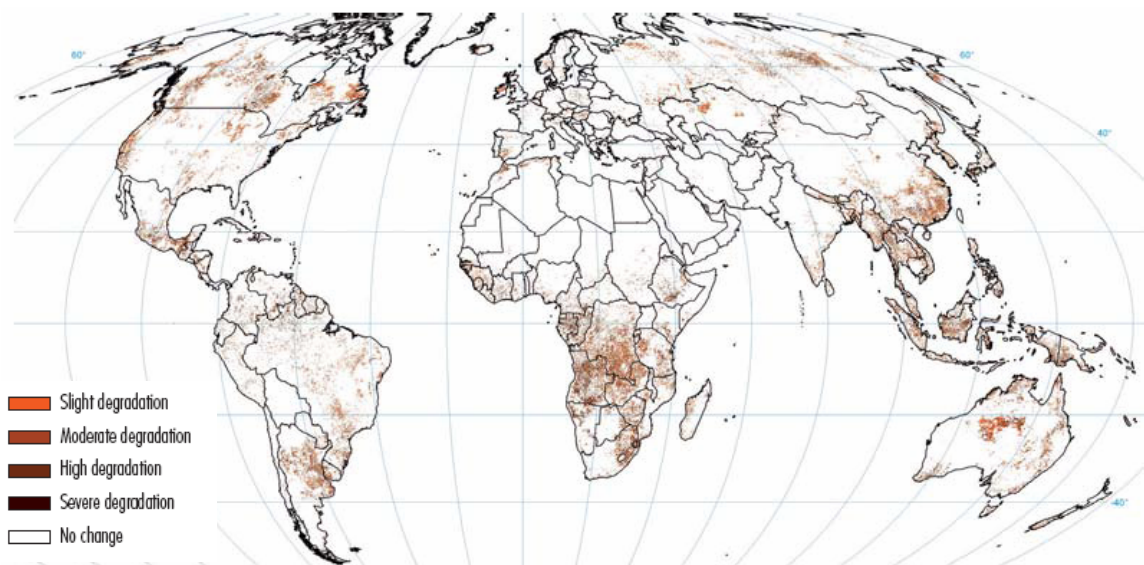 60°
60°
40°
Slight degradation
Moderate degradation
High degradation
Severe degradation
No change
-40°